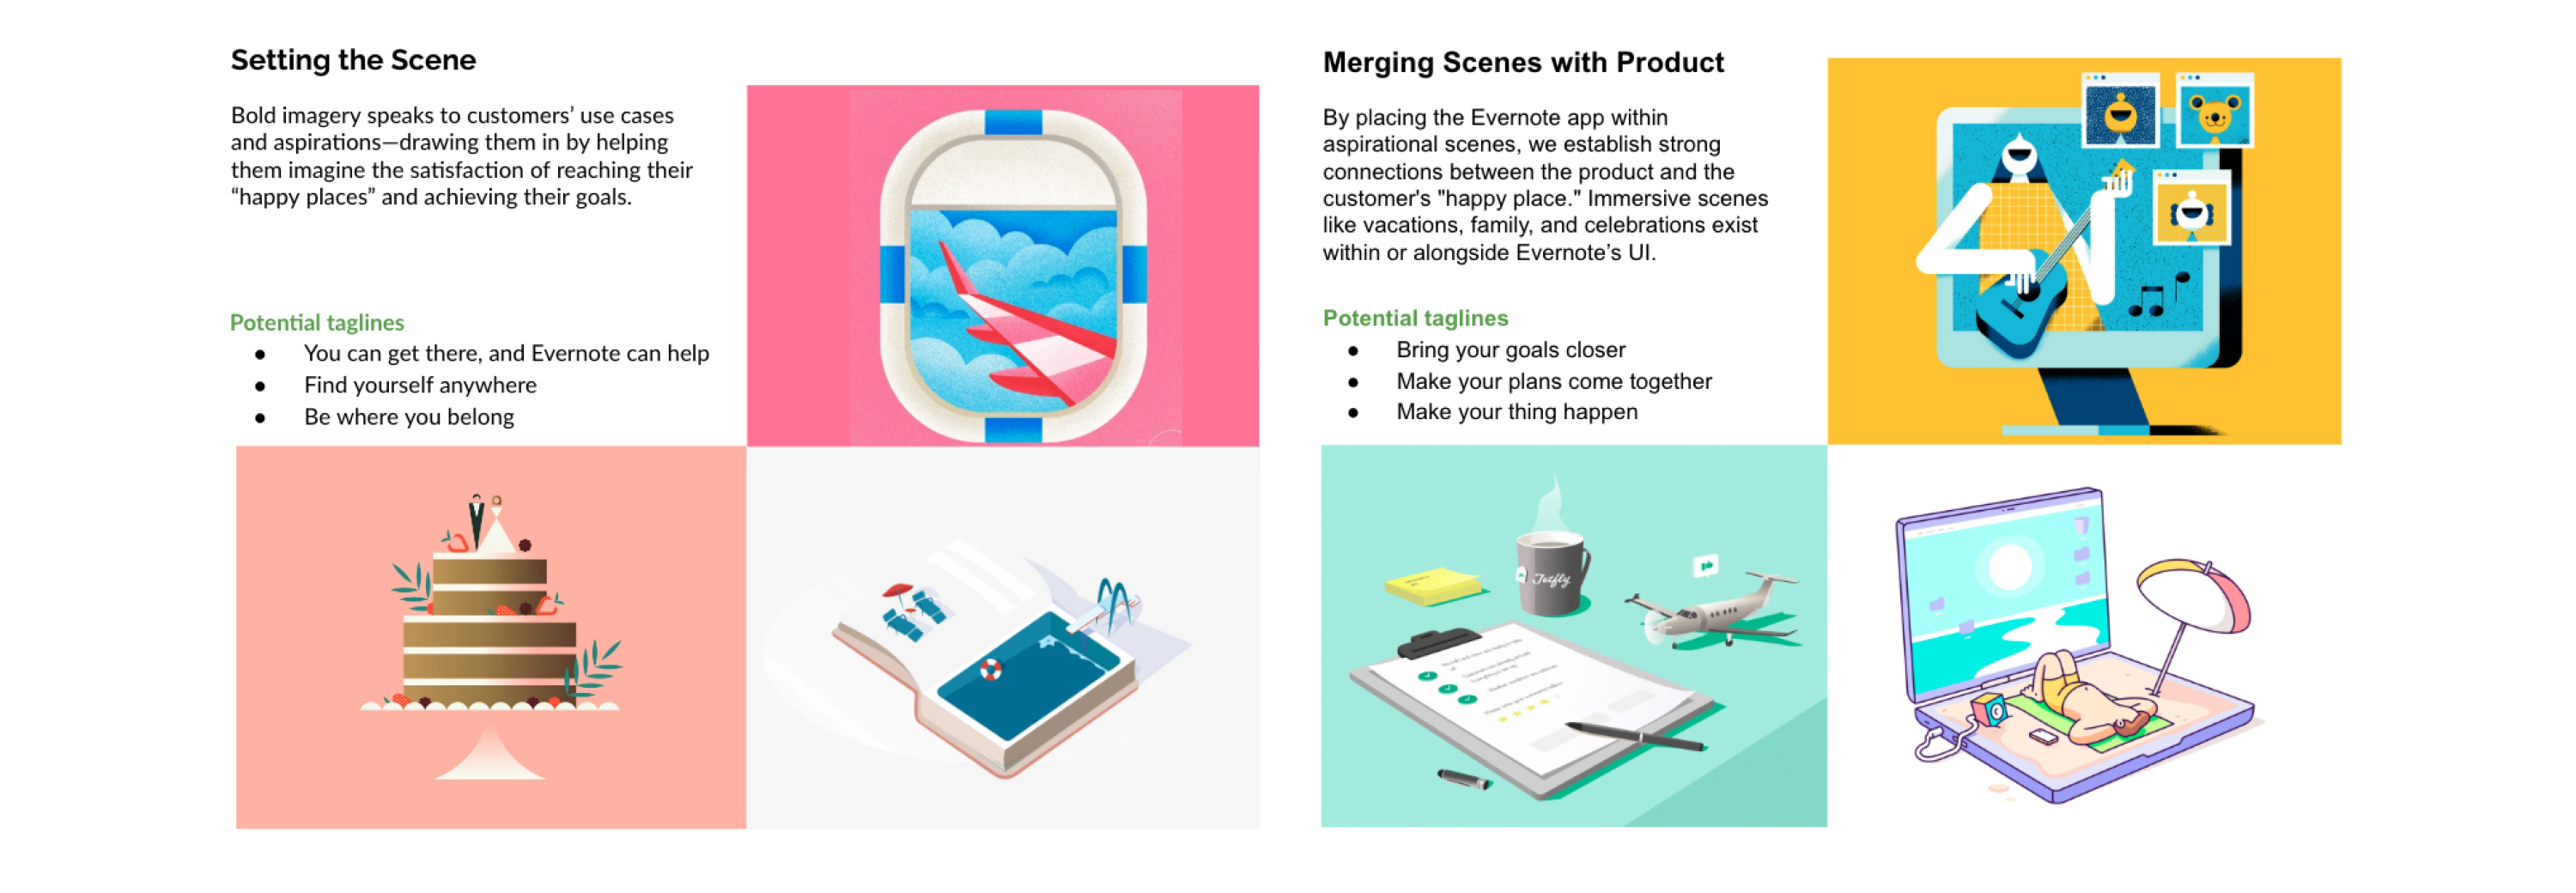 Setting the Scene
Bold imagery speaks to customers’ use cases
and aspirations—drawing them in by helping
them imagine the satisfaction of reaching their
“happy places” and achieving their goals.
Potential taglines
● You can get there, and Evernote can help
● Find yourself anywhere
● Be where you belong
Merging Scenes with Product
By placing the Evernote app within
aspirational scenes, we establish strong
connections between the product and the
customer's "happy place." Immersive scenes
like vacations, family, and celebrations exist
within or alongside Evernote’s UI.
Potential taglines
● Bring your goals closer
● Make your plans come together
● Make your thing happen
Jetfly